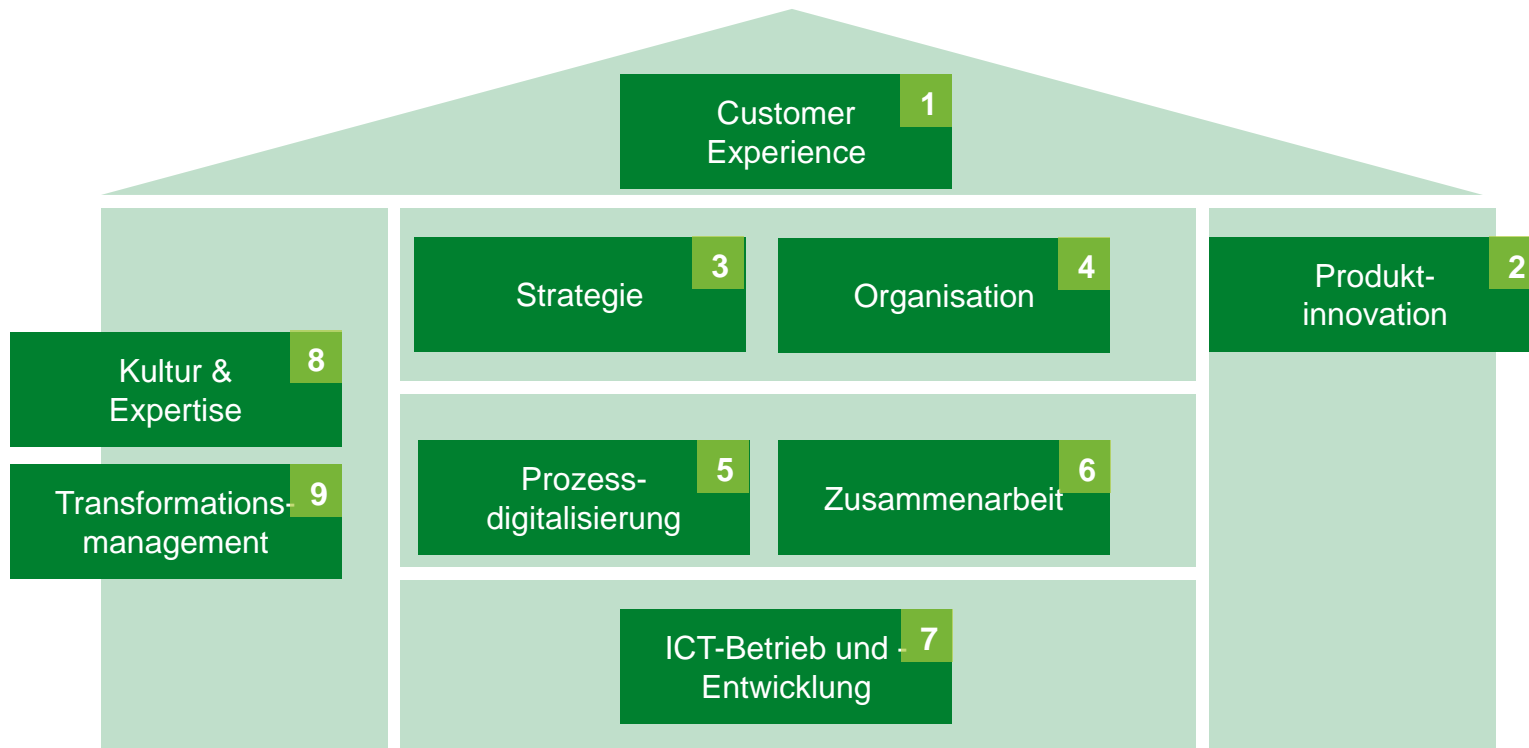 Customer
Experience
1
Strategie
3
Organisation
4
Produkt-
innovation
2
Kultur &
Expertise
8
Prozess-
digitalisierung
5
Zusammenarbeit
6
Transformations-
management
9
ICT-Betrieb und -
Entwicklung
7